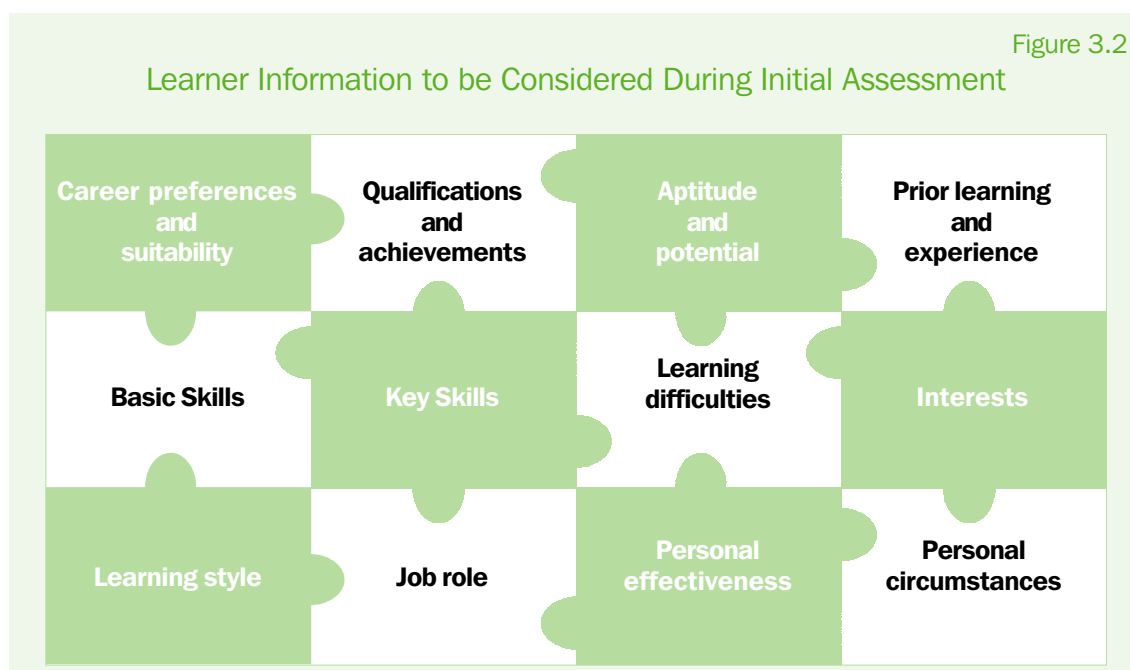 Figure 3.2
Learner Information to be Considered During Initial Assessment
Career preferences
and
suitability
Qualifications
and
achievements
Aptitude
and
potential
Prior learning
and
experience
Basic Skills
Key Skills
Learning
difficulties
Interests
Learning style
Job role
Personal
effectiveness
Personal
circumstances